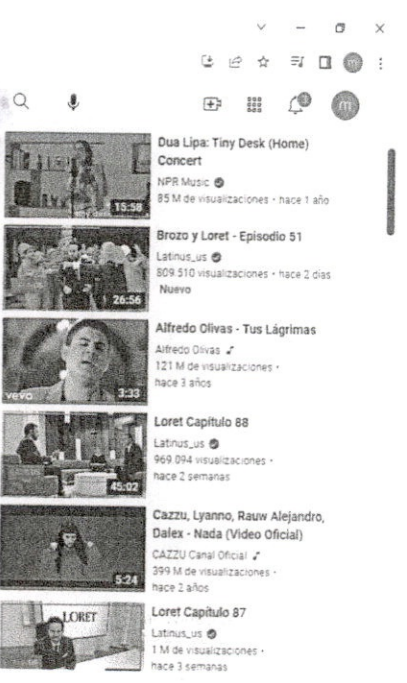 m
3
m
Dua Lipa: Tiny Desk (Home)
Concert
NPR Music
85 M de visualizaciones • hace 1 año
15:58
Brozo y Loret - Episodio 51
Latinus_us
809.510 visualizaciones • hace 2 días
Nuevo
26:56
Alfredo Olivas - Tus Lágrimas
Alfredo Olivas
121 M de visualizaciones •
hace 3 años
vevo
3:33
Loret Capítulo 88
Latinus_us
969.094 visualizaciones •
hace 2 semanas
45:02
Cazzu, Lyanno, Rauw Alejandro,
Dalex - Nada (Video Oficial)
CAZZU Canal Oficial
399 M de visualizaciones •
hace 2 años
5:24
Loret Capítulo 87
Latinus_us
1 M de visualizaciones •
hace 3 semanas
LORET